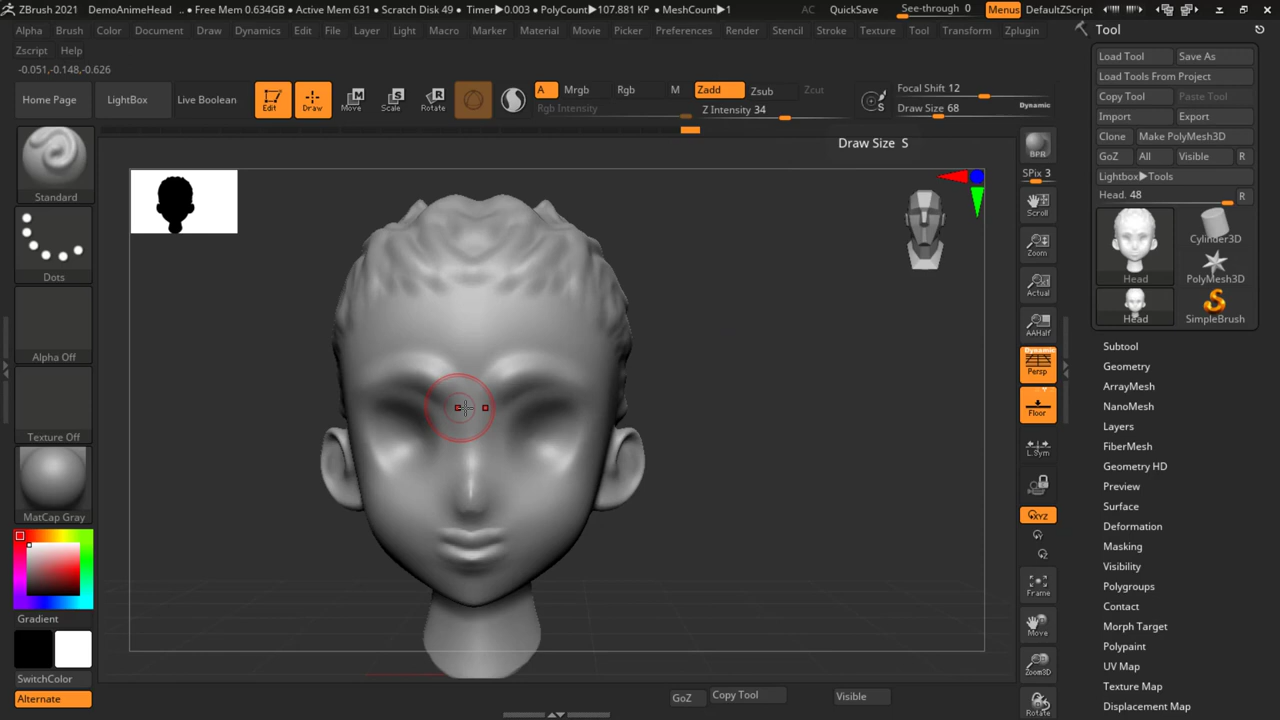 ZBrush 2021 DemoAnimeHead ● Free Mem 0.634GB ● Active Mem 631 ● Scratch Disk 49 ● Timer▶0.003 ● PolyCount▶107.881 KP ● MeshCount▶1 AC QuickSave See-through 0 Menus DefaultZScript
Alpha Brush Color Document Draw Dynamics Edit File Layer Light Macro Marker Material Movie Picker Preferences Render Stencil Stroke Texture Tool Transform Zplugin
Zscript Help
-0.051,-0.148,-0.626
Home Page LightBox Live Boolean Edit Draw Move Scale Rotate
M S R
A Mrgb Rgb M Zadd Zsub Zcut
Rgb Intensity Z Intensity 34
Focal Shift 12
Draw Size 68 Dynamic
S
Draw Size S
Standard
Dots
Alpha Off
Texture Off
MatCap Gray
Gradient
SwitchColor
Alternate
BPR
SPix 3
Scroll
Zoom
Actual
AAHalf
Dynamic
Persp
Floor
L.Sym
XYZ
Y
Z
Frame
Move
Zoom3D
Rotate
GoZ Copy Tool Visible
Tool
Load Tool Save As
Load Tools From Project
Copy Tool Paste Tool
Import Export
Clone Make PolyMesh3D
GoZ All Visible R
Lightbox▶Tools
Head. 48 R
Head Cylinder3D
PolyMesh3D
Head SimpleBrush
Subtool
Geometry
ArrayMesh
NanoMesh
Layers
FiberMesh
Geometry HD
Preview
Surface
Deformation
Masking
Visibility
Polygroups
Contact
Morph Target
Polypaint
UV Map
Texture Map
Displacement Map